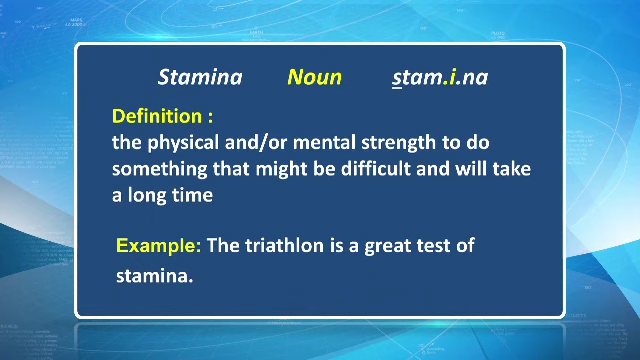 Stamina Noun stam.i.na
Definition :
the physical and/or mental strength to do
something that might be difficult and will take
a long time
Example: The triathlon is a great test of
stamina.